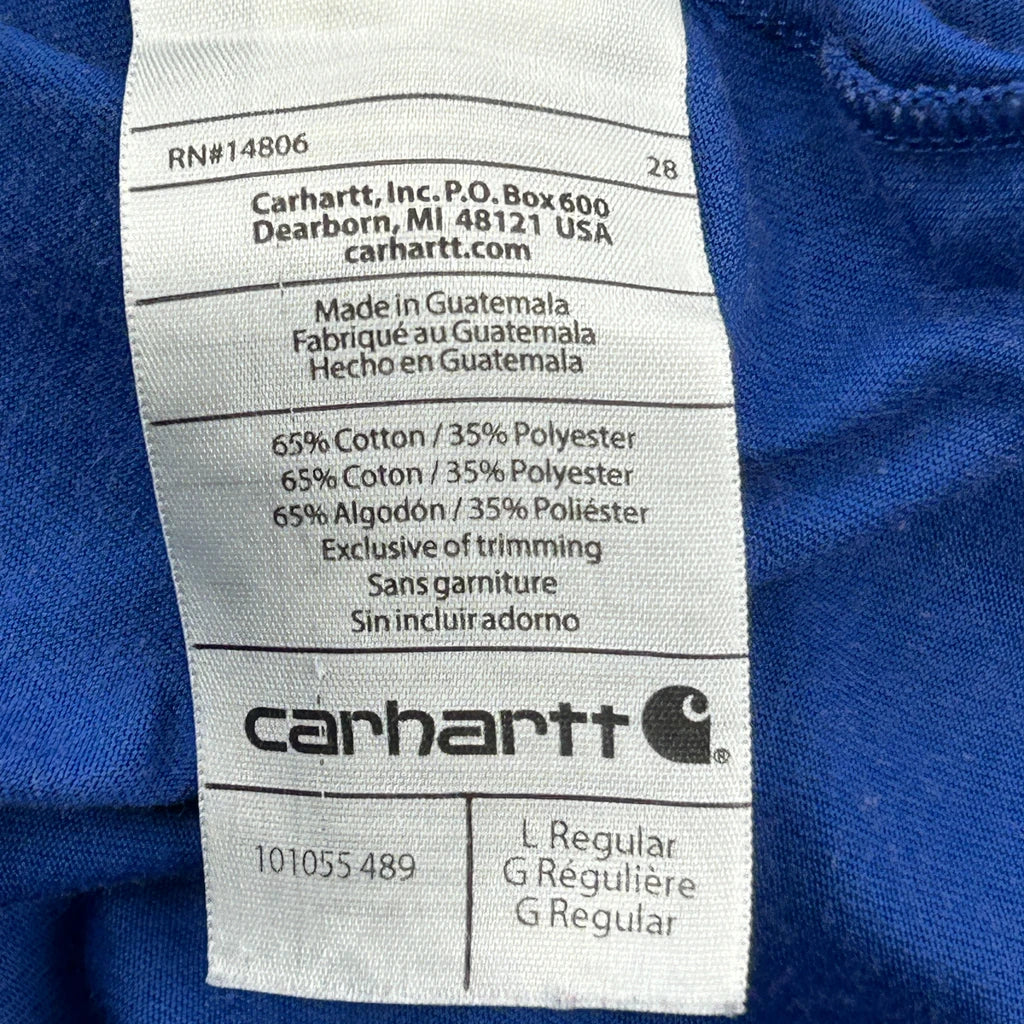 RN#14806
28
Carhartt, Inc. P.O. Box 600
Dearborn, MI 48121 USA
carhartt.com
Made in Guatemala
Fabriqué au Guatemala
Hecho en Guatemala
65% Cotton / 35% Polyester
65% Coton / 35% Polyester
65% Algodón / 35% Poliéster
Exclusive of trimming
Sans garniture
Sin incluir adorno
carhartt ®
101055 489
L Regular
G Régulière
G Regular